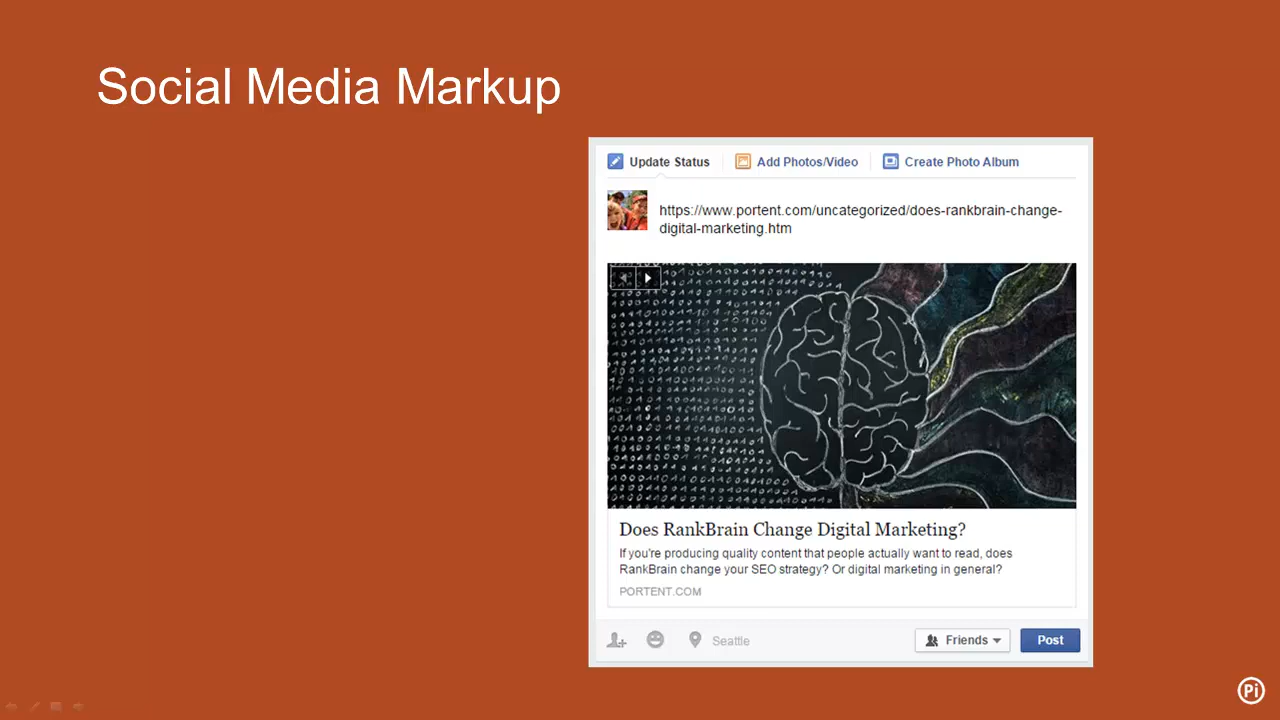 Social Media Markup
Update Status
Add Photos/Video
Create Photo Album
https://www.portent.com/uncategorized/does-rankbrain-change-
digital-marketing.htm
Does RankBrain Change Digital Marketing?
If you're producing quality content that people actually want to read, does
RankBrain change your SEO strategy? Or digital marketing in general?
PORTENT.COM
Seattle
Friends
Post
Pi